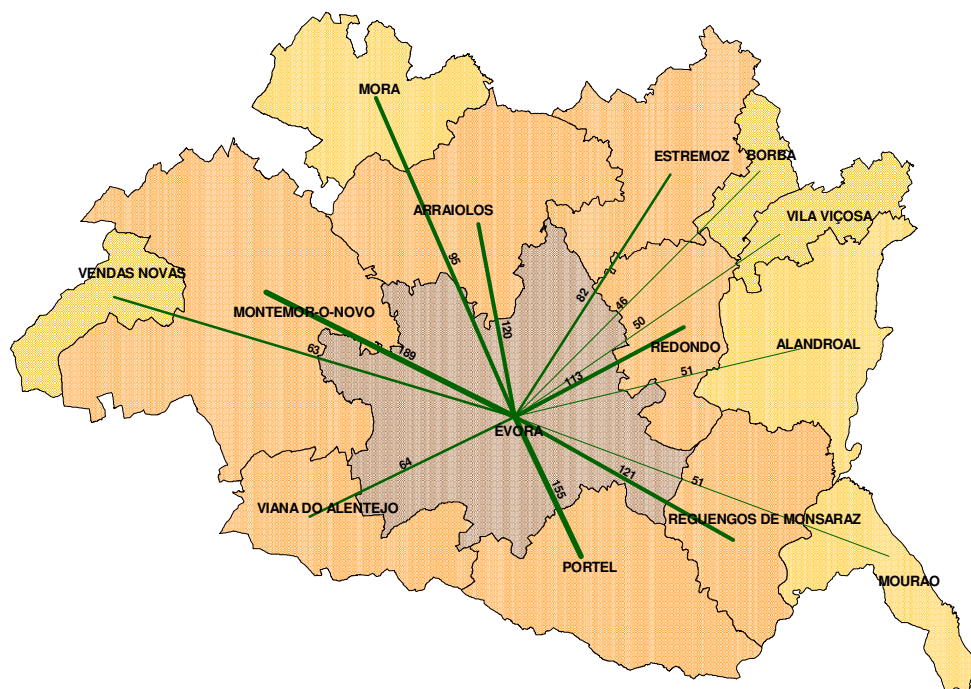 MORA
ESTREMOZ
BORBA
ARRAIOLOS
VILA VIÇOSA
95
VENDAS NOVAS
82
46
MONTEMOR-O-NOVO
50
120
REDONDO
ALANDROAL
63
189
113
51
ÉVORA
64
155
121
51
VIANA DO ALENTEJO
REGUENGOS DE MONSARAZ
PORTEL
MOURAO